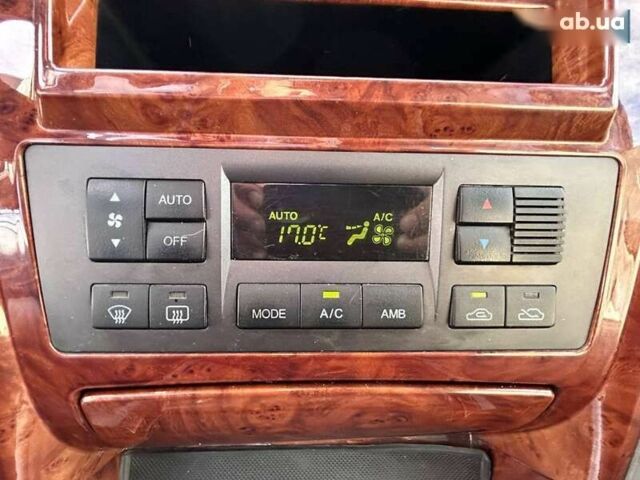 ab.ua
AUTO
OFF
AUTO A/C
17.0°C
MODE A/C AMB